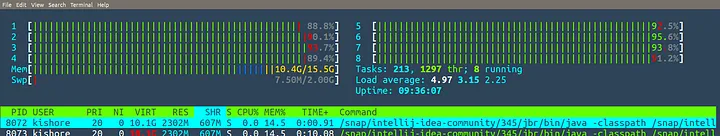 File Edit View Search Terminal Help
1 [ 88.8%] 5 [ 92.5%]
2 [ 90.1%] 6 [ 95.6%]
3 [ 93.7%] 7 [ 93.8%]
4 [ 89.4%] 8 [ 91.2%]
Mem[ 10.4G/15.5G] Tasks: 213, 1297 thr; 8 running
Swp[ 7.50M/2.00G] Load average: 4.97 3.15 2.25
Uptime: 09:36:07
PID USER PRI NI VIRT RES SHR S CPU% MEM% TIME+ Command
8072 kishore 20 0 10.1G 2302M 607M S 0.0 14.5 0:00.91 /snap/intellij-idea-community/345/jbr/bin/java -classpath /snap/intell
8073 kishore 20 0 2302M 607M S 0.0 14.5 0:10.08 /snap/intellij-idea-community/345/jbr/bin/java -classpath /snap/intell